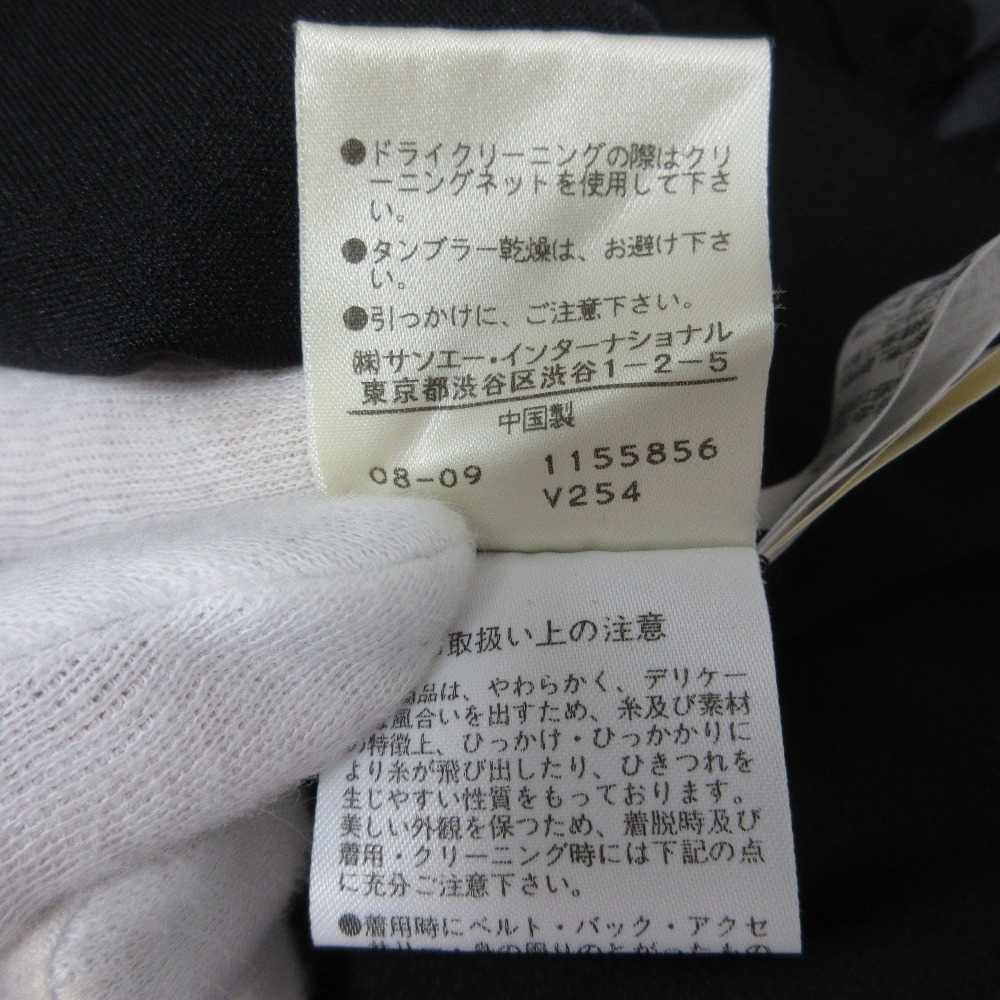 ●ドライクリーニングの際はクリ
ーニングネットを使用して下さ
い。
●タンブラー乾燥は、お避け下さ
い。
●引っかけに、ご注意下さい。
㈱サンエー・インターナショナル
東京都渋谷区渋谷1-2-5
中国製
08-09 1155856
V254
取扱い上の注意
品は、やわらかく、デリケー
風合いを出すため、糸及び素材
の特徴上、ひっかけ・ひっかかりに
より糸が飛び出したり、ひきつれを
生じやすい性質をもっております。
美しい外観を保つため、着脱時及び
着用・クリーニング時には下記の点
に充分ご注意下さい。
●着用時にベルト・バック・アクセ